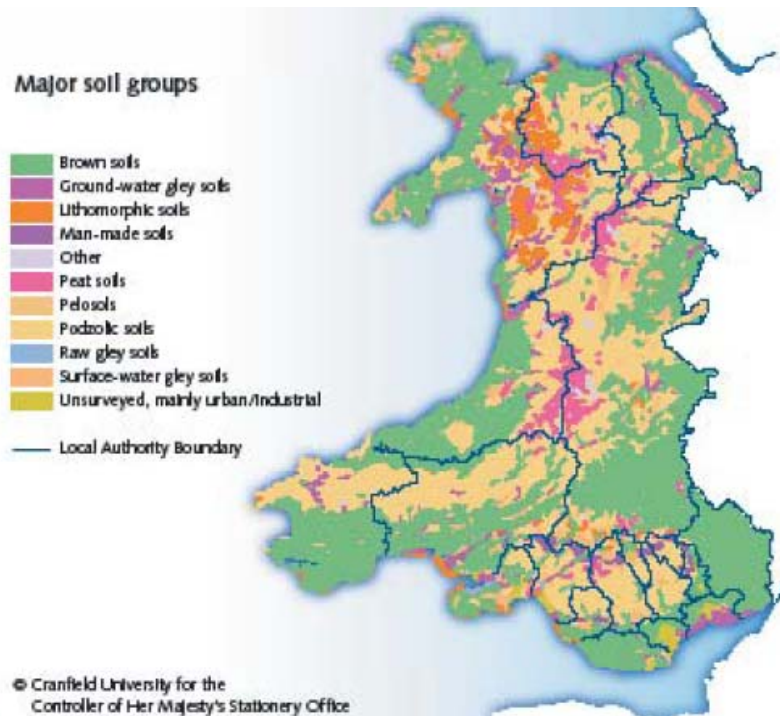 Major soil groups
Brown soils
Ground-water gley soils
Lithomorphic soils
Man-made soils
Other
Peat soils
Pelosols
Podzolic soils
Raw gley soils
Surface-water gley soils
Unsurveyed, mainly urban/Industrial
Local Authority Boundary
© Cranfield University for the
Controller of Her Majesty's Stationery Office